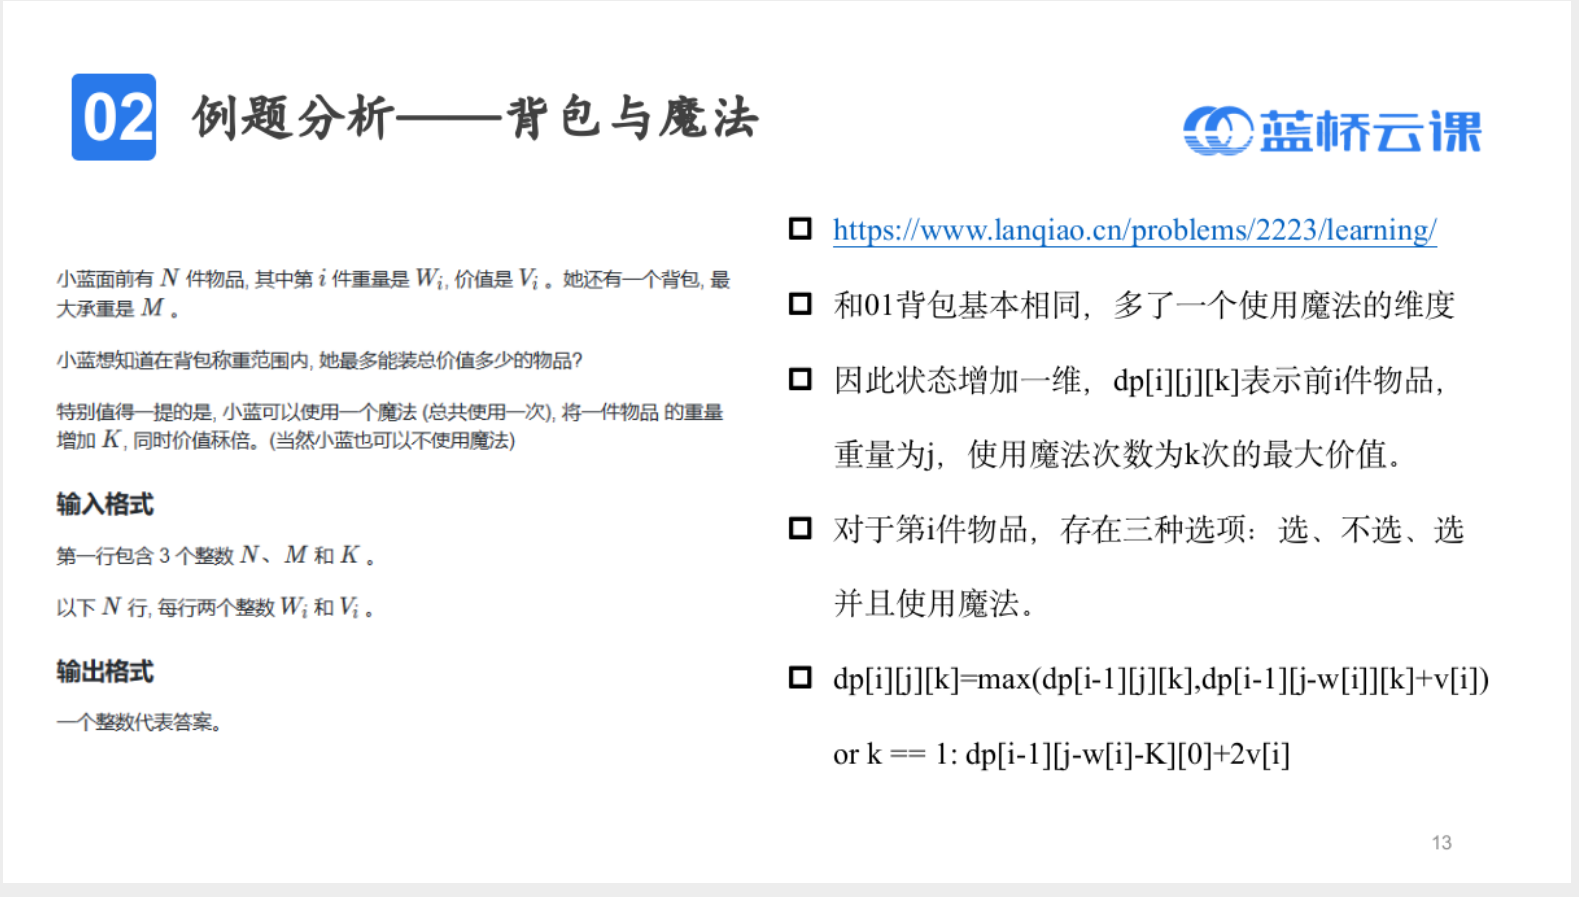 02
例题分析——背包与魔法
蓝桥云课
小蓝面前有 N 件物品, 其中第 i 件重量是 Wi, 价值是 Vi 。她还有一个背包, 最
大承重是 M 。
小蓝想知道在背包称重范围内, 她最多能装总价值多少的物品?
特别值得一提的是, 小蓝可以使用一个魔法 (总共使用一次), 将一件物品 的重量
增加 K, 同时价值秝倍。(当然小蓝也可以不使用魔法)
输入格式
第一行包含 3 个整数 N、M 和 K 。
以下 N 行, 每行两个整数 Wi 和 Vi 。
输出格式
一个整数代表答案。
https://www.lanqiao.cn/problems/2223/learning/
和01背包基本相同，多了一个使用魔法的维度
因此状态增加一维，dp[i][j][k]表示前i件物品，
重量为j，使用魔法次数为k次的最大价值。
对于第i件物品，存在三种选项：选、不选、选
并且使用魔法。
dp[i][j][k]=max(dp[i-1][j][k],dp[i-1][j-w[i]][k]+v[i])
or k == 1: dp[i-1][j-w[i]-K][0]+2v[i]
13